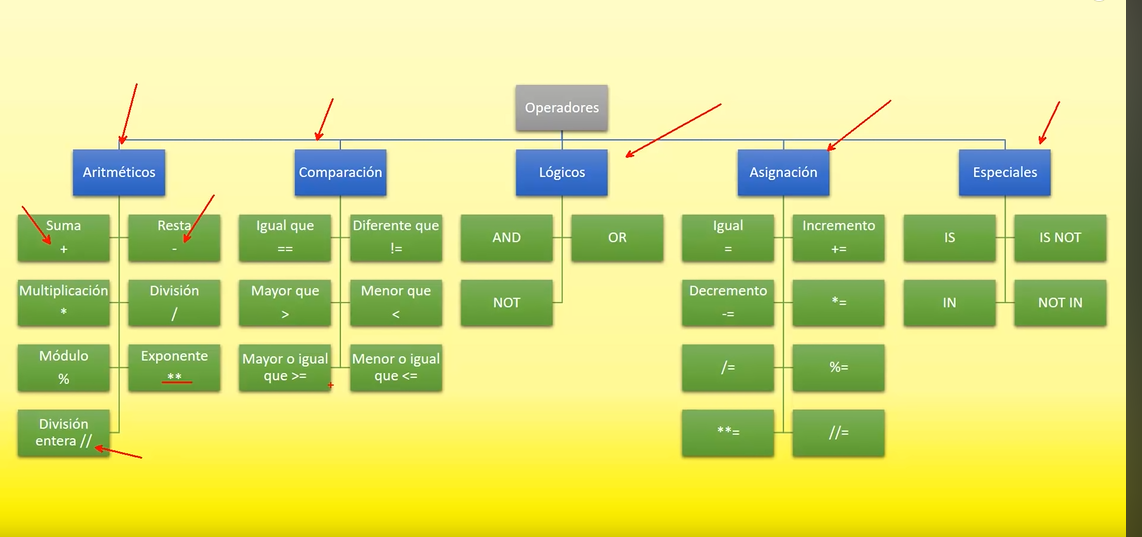 Operadores
Aritméticos
Comparación
Lógicos
Asignación
Especiales
Suma
+
Resta
-
Multiplicación
*
División
/
Módulo
%
Exponente
**
División
entera //
Igual que
==
Diferente que
!=
Mayor que
>
Menor que
<
Mayor o igual
que >=
Menor o igual
que <=
AND
OR
NOT
Igual
=
Incremento
+=
Decremento
-=
*=
/=
%=
**=
//=
IS
IS NOT
IN
NOT IN